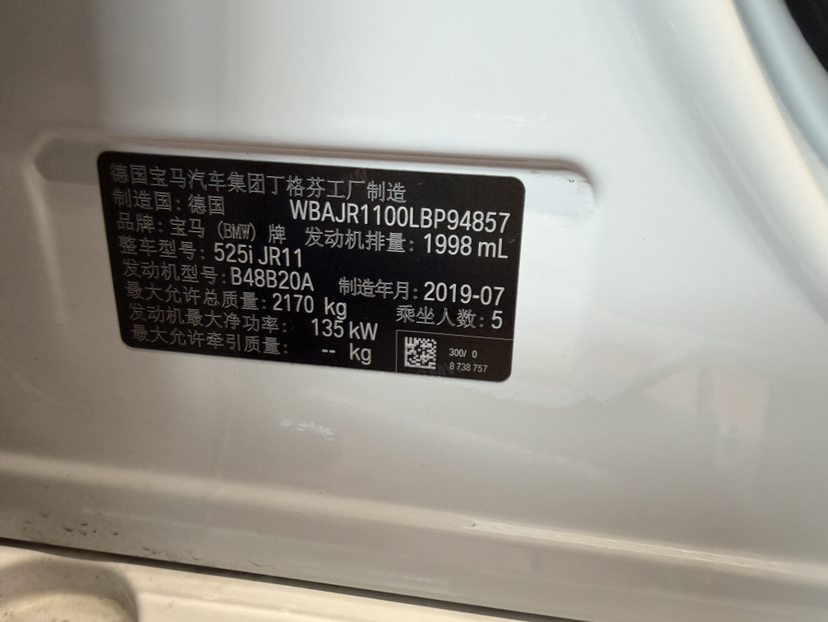 德国宝马汽车集团丁格芬工厂制造
制造国：德国 WBAJR1100LBP94857
品牌：宝马 (BMW) 牌 发动机排量：1998 mL
整车型号：525i JR11
发动机型号：B48B20A 制造年月：2019-07
最大允许总质量：2170 kg 乘坐人数：5
发动机最大净功率： 135 kW
最大允许牵引质量： -- kg
300/ 0
8 738 757